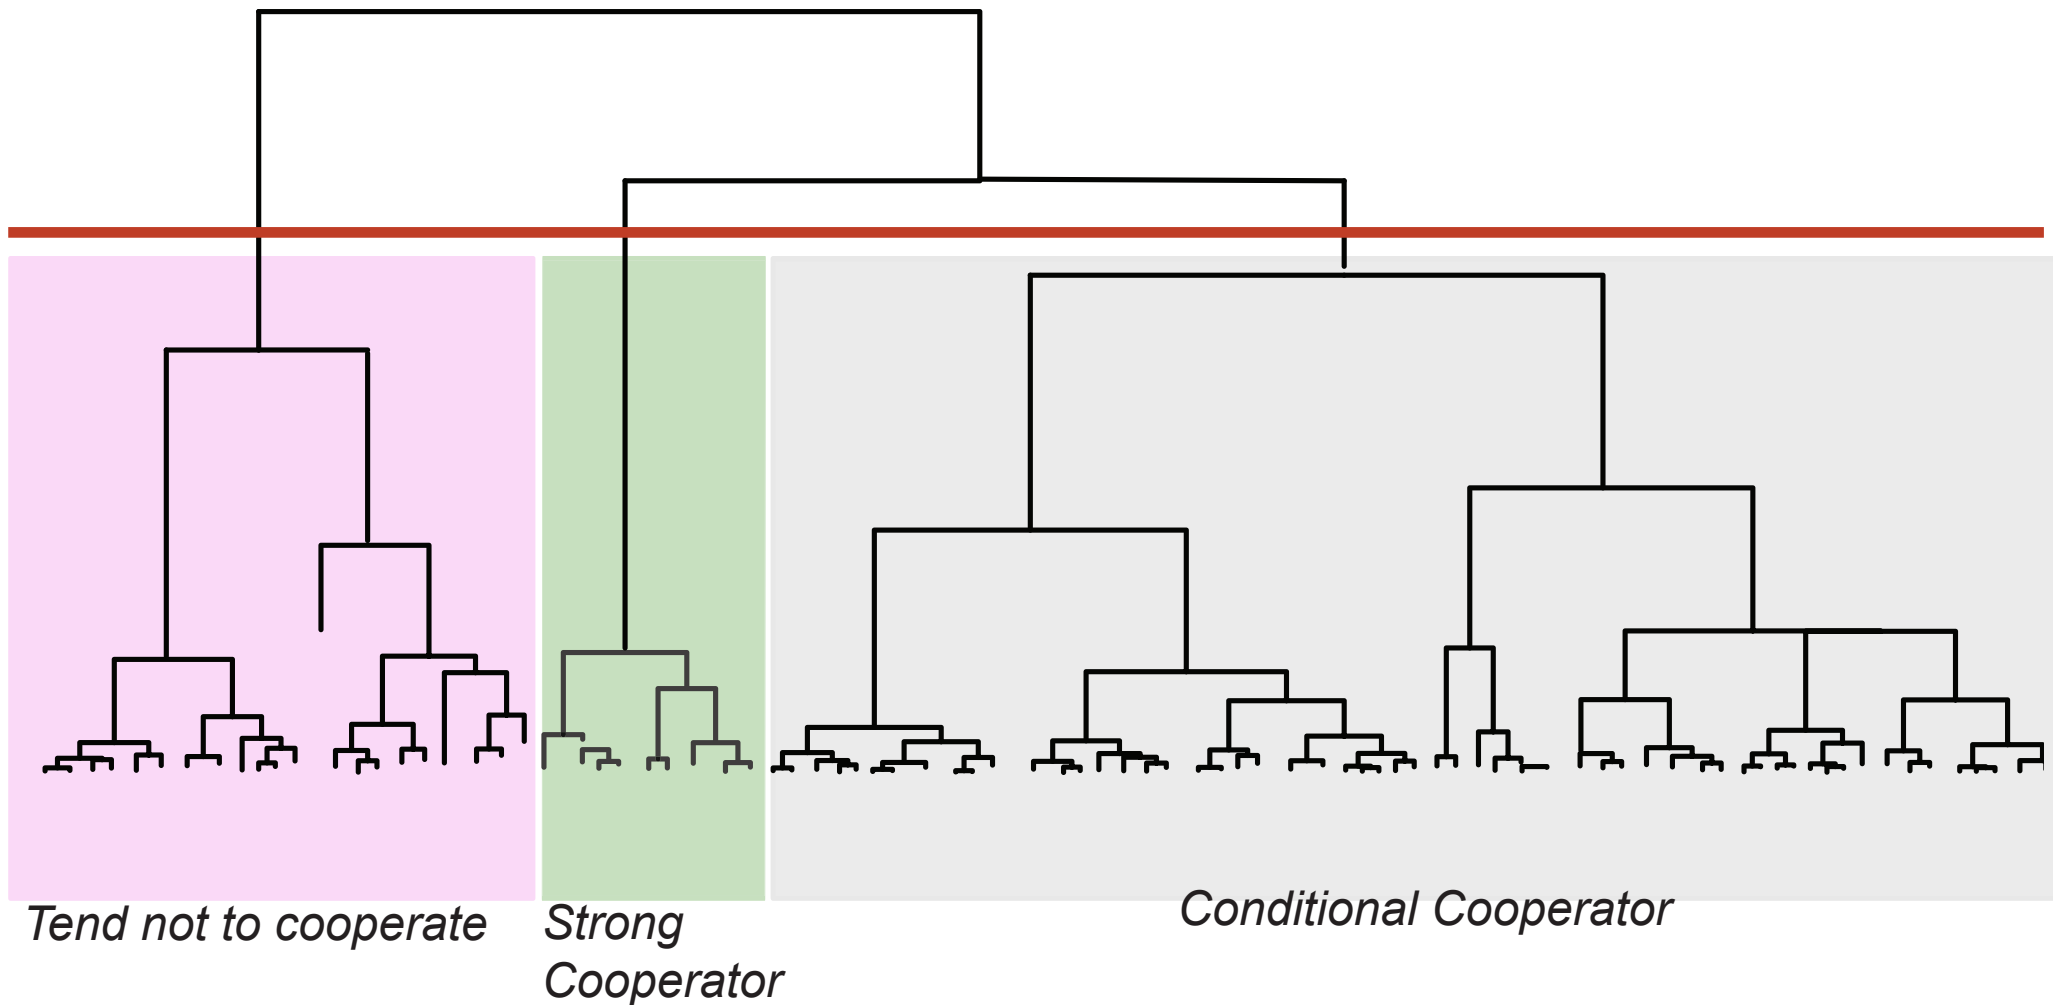 Tend not to cooperate
Strong
Cooperator
Conditional Cooperator